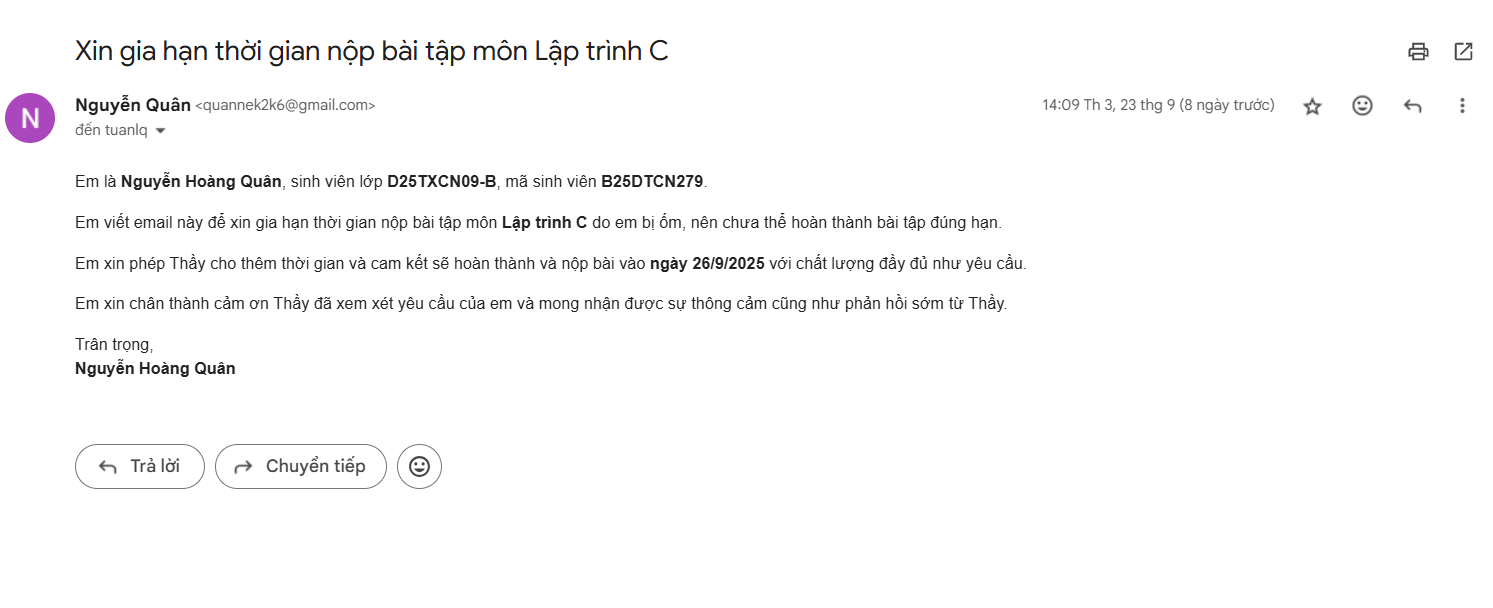 Xin gia hạn thời gian nộp bài tập môn Lập trình C
N
Nguyễn Quân <quannek2k6@gmail.com>
14:09 Th 3, 23 thg 9 (8 ngày trước)
đến tuanlq
Em là Nguyễn Hoàng Quân, sinh viên lớp D25TXCN09-B, mã sinh viên B25DTCN279.
Em viết email này để xin gia hạn thời gian nộp bài tập môn Lập trình C do em bị ốm, nên chưa thể hoàn thành bài tập đúng hạn.
Em xin phép Thầy cho thêm thời gian và cam kết sẽ hoàn thành và nộp bài vào ngày 26/9/2025 với chất lượng đầy đủ như yêu cầu.
Em xin chân thành cảm ơn Thầy đã xem xét yêu cầu của em và mong nhận được sự thông cảm cũng như phản hồi sớm từ Thầy.
Trân trọng,
Nguyễn Hoàng Quân
Trả lời
Chuyển tiếp